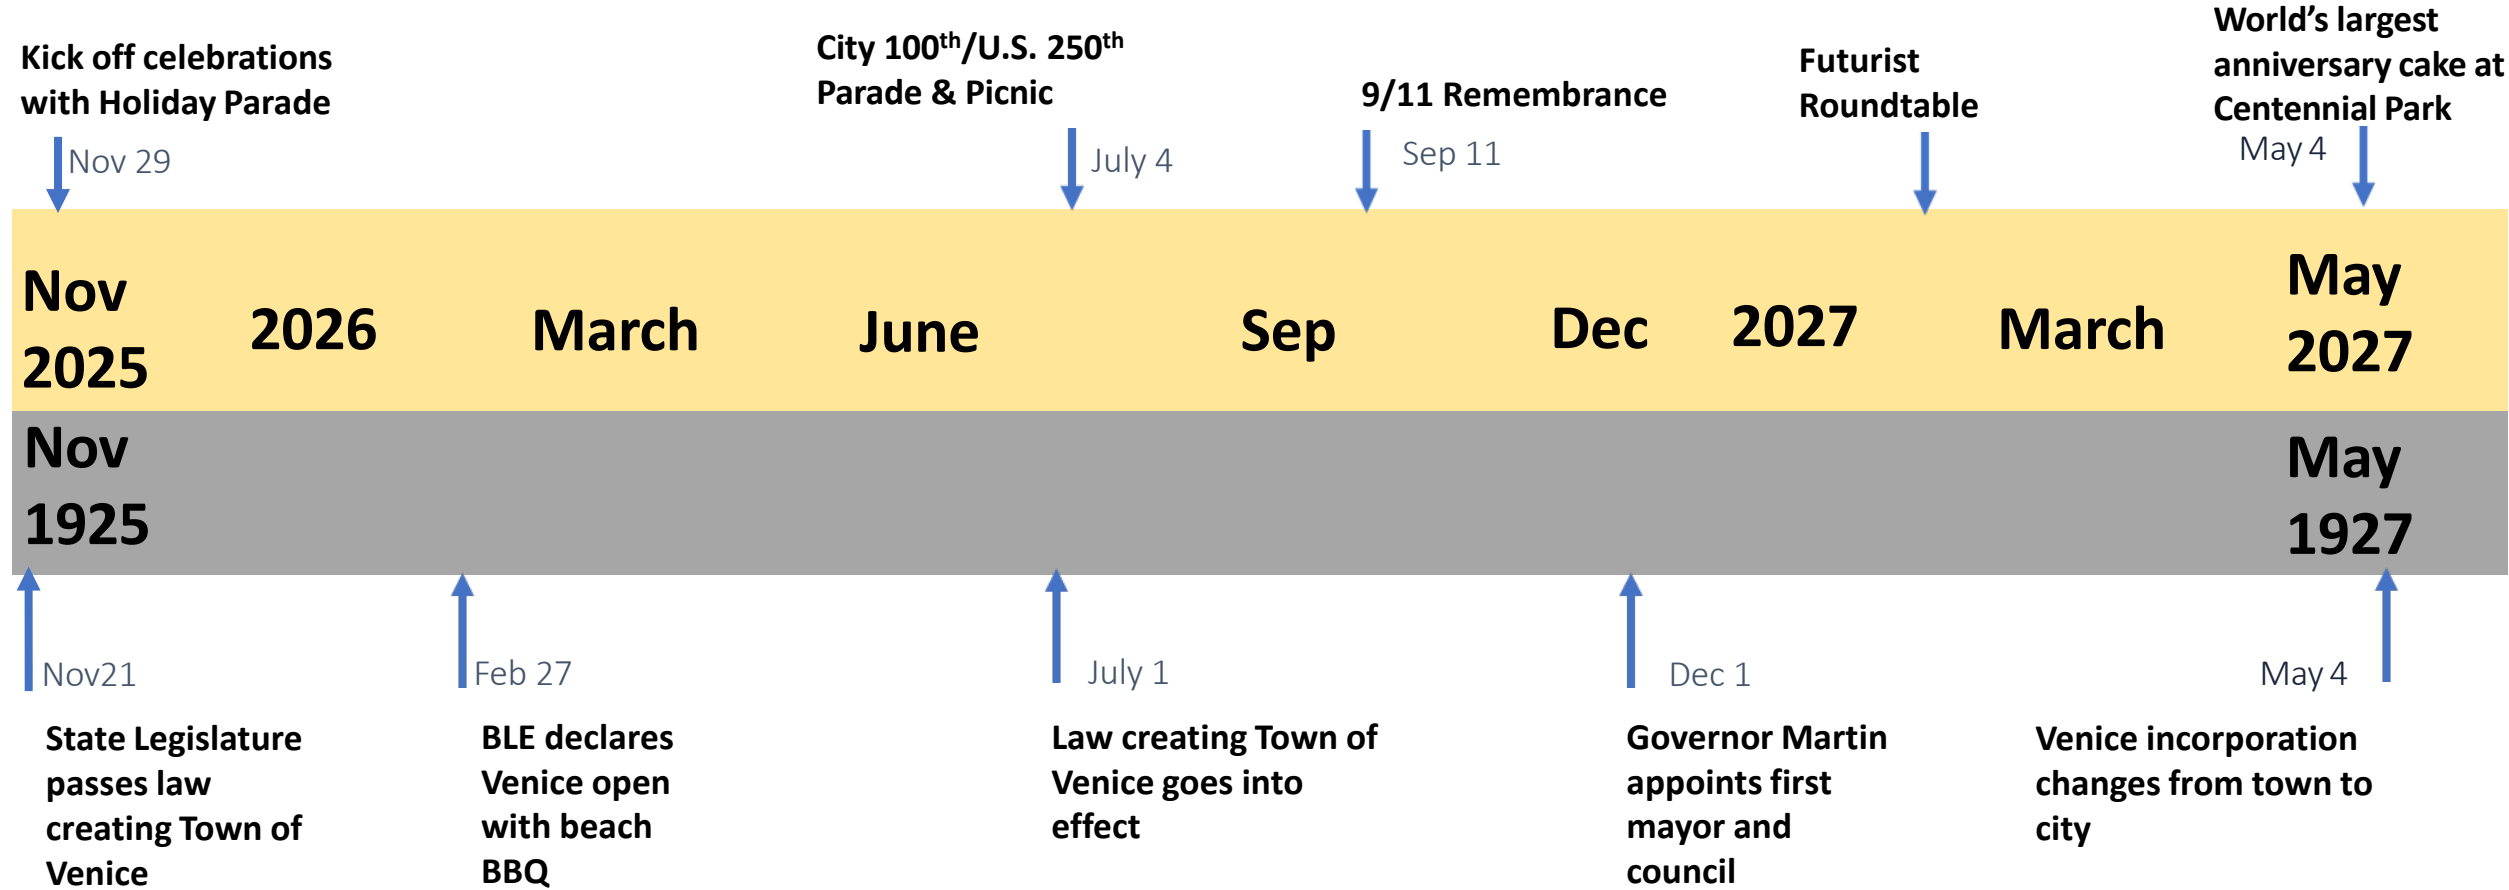 Kick off celebrations
with Holiday Parade
Nov 29
City 100th/U.S. 250th
Parade & Picnic
July 4
9/11 Remembrance
Sep 11
Futurist
Roundtable
World’s largest
anniversary cake at
Centennial Park
May 4
Nov
2025
2026
March
June
Sep
Dec
2027
March
May
2027
Nov
1925
May
1927
Nov21
State Legislature
passes law
creating Town of
Venice
Feb 27
BLE declares
Venice open
with beach
BBQ
July 1
Law creating Town of
Venice goes into
effect
Dec 1
Governor Martin
appoints first
mayor and
council
May 4
Venice incorporation
changes from town to
city